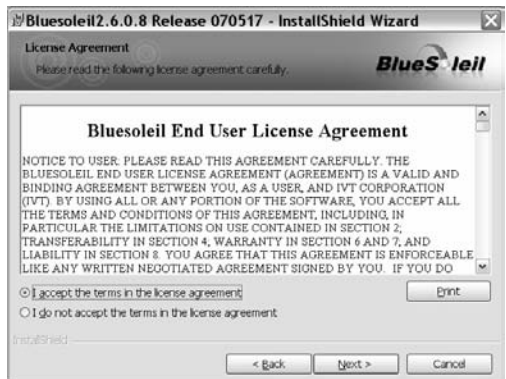 Bluesoleil2.6.0.8 Release 070517 - InstallShield Wizard
License Agreement
Please read the following license agreement carefully.
BlueSoleil
Bluesoleil End User License Agreement
NOTICE TO USER: PLEASE READ THIS AGREEMENT CAREFULLY. THE
BLUESOLEIL END USER LICENSE AGREEMENT (AGREEMENT) IS A VALID AND
BINDING AGREEMENT BETWEEN YOU, AS A USER, AND IVT CORPORATION
(IVT). BY USING ALL OR ANY PORTION OF THE SOFTWARE, YOU ACCEPT ALL
THE TERMS AND CONDITIONS OF THIS AGREEMENT, INCLUDING, IN
PARTICULAR THE LIMITATIONS ON USE CONTAINED IN SECTION 2;
TRANSFERABILITY IN SECTION 4, WARRANTY IN SECTION 6 AND 7, AND
LIABILITY IN SECTION 8. YOU AGREE THAT THIS AGREEMENT IS ENFORCEABLE
LIKE ANY WRITTEN NEGOTIATED AGREEMENT SIGNED BY YOU. IF YOU DO
I accept the terms in the license agreement
Print
I do not accept the terms in the license agreement
InstallShield
< Back
Next >
Cancel